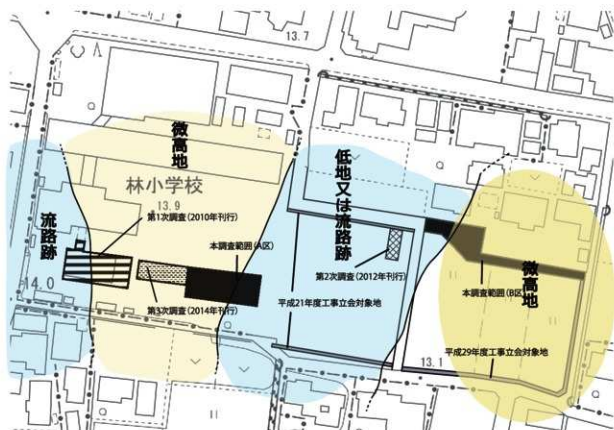 13.7
微高地
低地又は流路跡
林小学校
13.9
流路跡
第1次調査(2010年刊行)
本調査範囲(A区)
第2次調査(2012年刊行)
14.0
第3次調査(2014年刊行)
平成21年度工事立会対象地
本調査範囲(B区)
微高地
13.1
平成29年度工事立会対象地